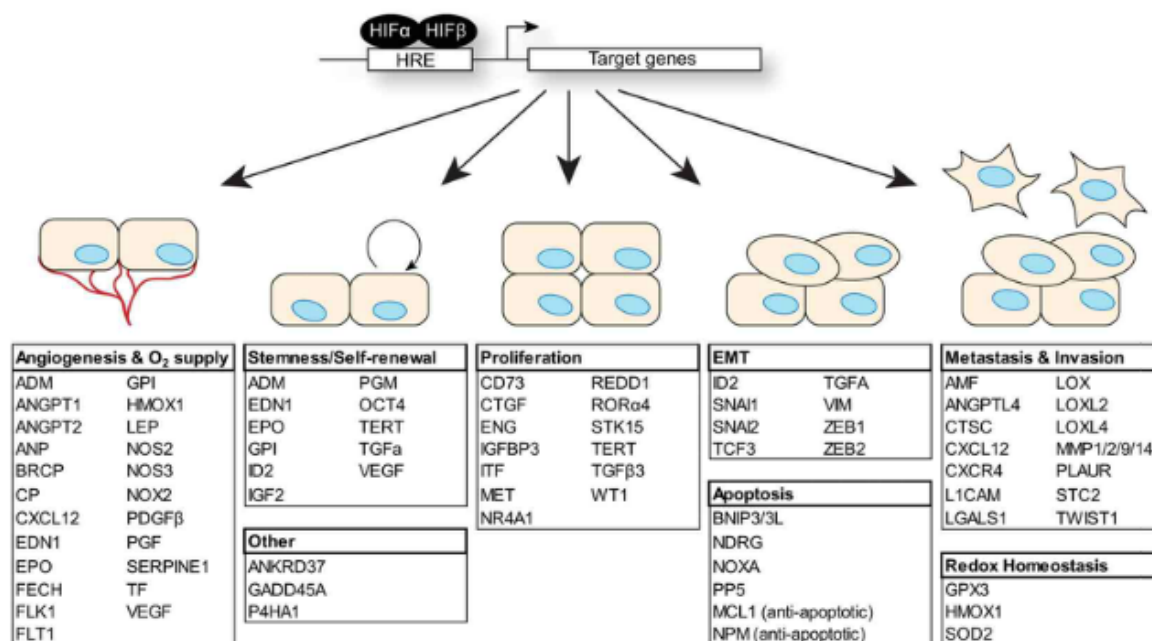 HIFα HIFβ
HRE
Target genes
Angiogenesis & O₂ supply
ADM GPI
ANGPT1 HMOX1
ANGPT2 LEP
ANP NOS2
BRCP NOS3
CP NOX2
CXCL12 PDGFβ
EDN1 PGF
EPO SERPINE1
FECH TF
FLK1 VEGF
FLT1
Stemness/Self-renewal
ADM PGM
EDN1 OCT4
EPO TERT
GPI TGFa
ID2 VEGF
IGF2
Other
ANKRD37
GADD45A
P4HA1
Proliferation
CD73 REDD1
CTGF RORα4
ENG STK15
IGFBP3 TERT
ITF TGFβ3
MET WT1
NR4A1
EMT
ID2 TGFA
SNAI1 VIM
SNAI2 ZEB1
TCF3 ZEB2
Apoptosis
BNIP3/3L
NDRG
NOXA
PP5
MCL1 (anti-apoptotic)
NPM (anti-apoptotic)
Metastasis & Invasion
AMF LOX
ANGPTL4 LOXL2
CTSC LOXL4
CXCL12 MMP1/2/9/14
CXCR4 PLAUR
L1CAM STC2
LGALS1 TWIST1
Redox Homeostasis
GPX3
HMOX1
SOD2